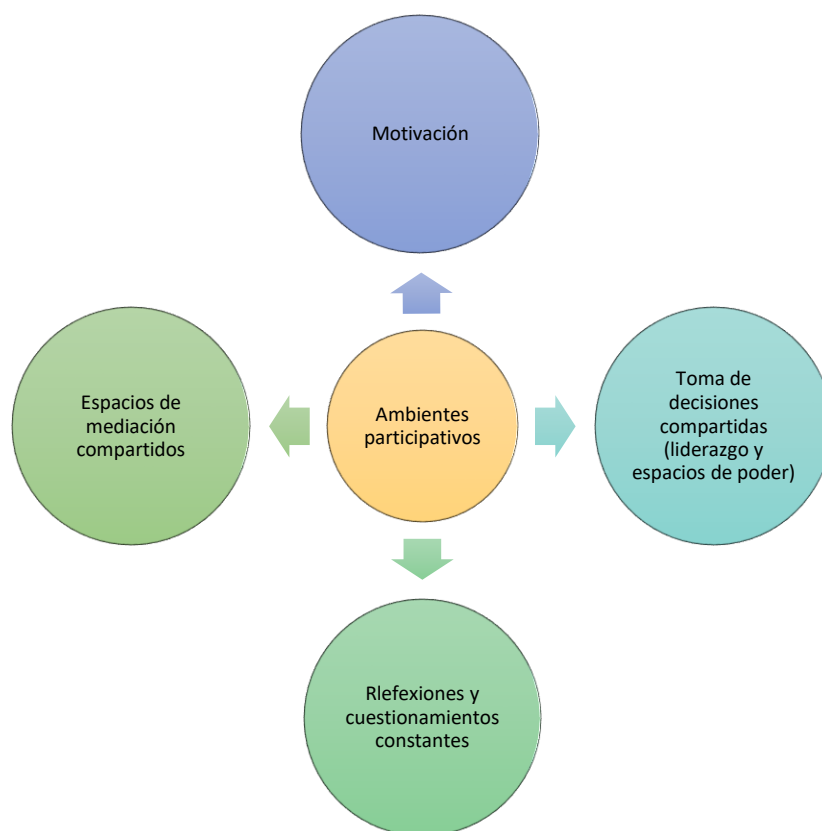 Motivación
Espacios de
mediación
compartidos
Ambientes
participativos
Toma de
decisiones
compartidas
(liderazgo y
espacios de poder)
Rlefexiones y
cuestionamientos
constantes